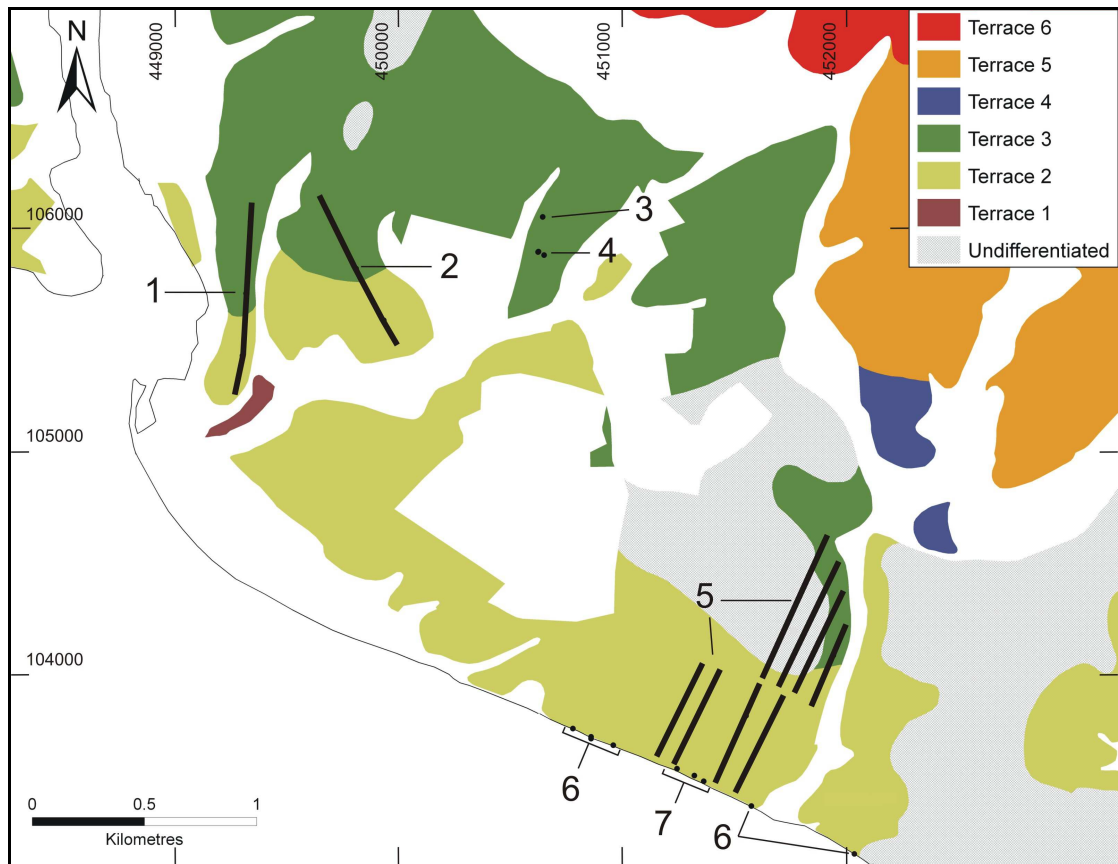 N
449000
450000
451000
452000
Terrace 6
Terrace 5
Terrace 4
Terrace 3
Terrace 2
Terrace 1
Undifferentiated
106000
105000
104000
1
2
3
4
5
6
7
6
0 0.5 1
Kilometres